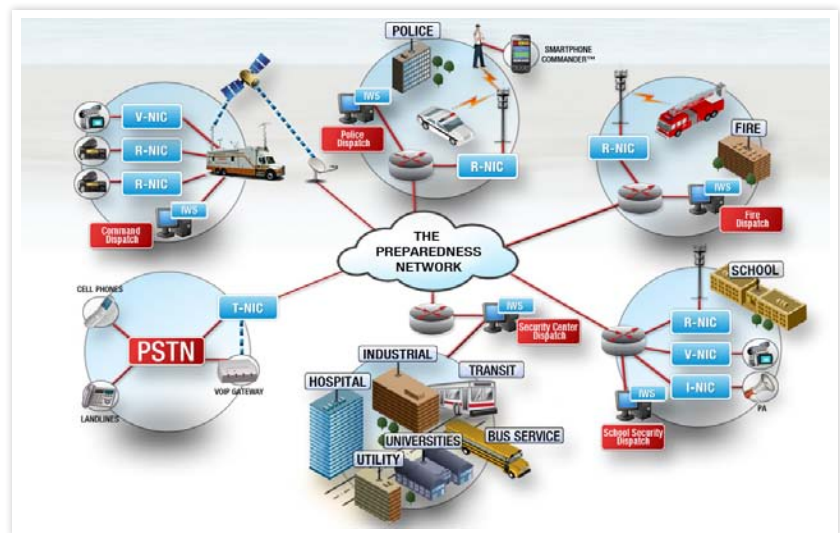 POLICE
SMARTPHONE
COMMANDER™
IWS
Police
Dispatch
R-NIC
V-NIC
R-NIC
R-NIC
IWS
Command
Dispatch
R-NIC
FIRE
IWS
Fire
Dispatch
THE
PREPAREDNESS
NETWORK
CELL PHONES
T-NIC
PSTN
LANDLINES
VOIP GATEWAY
IWS
Security Center
Dispatch
INDUSTRIAL
TRANSIT
HOSPITAL
UNIVERSITIES
BUS SERVICE
UTILITY
SCHOOL
R-NIC
V-NIC
I-NIC
PA
IWS
School Security
Dispatch